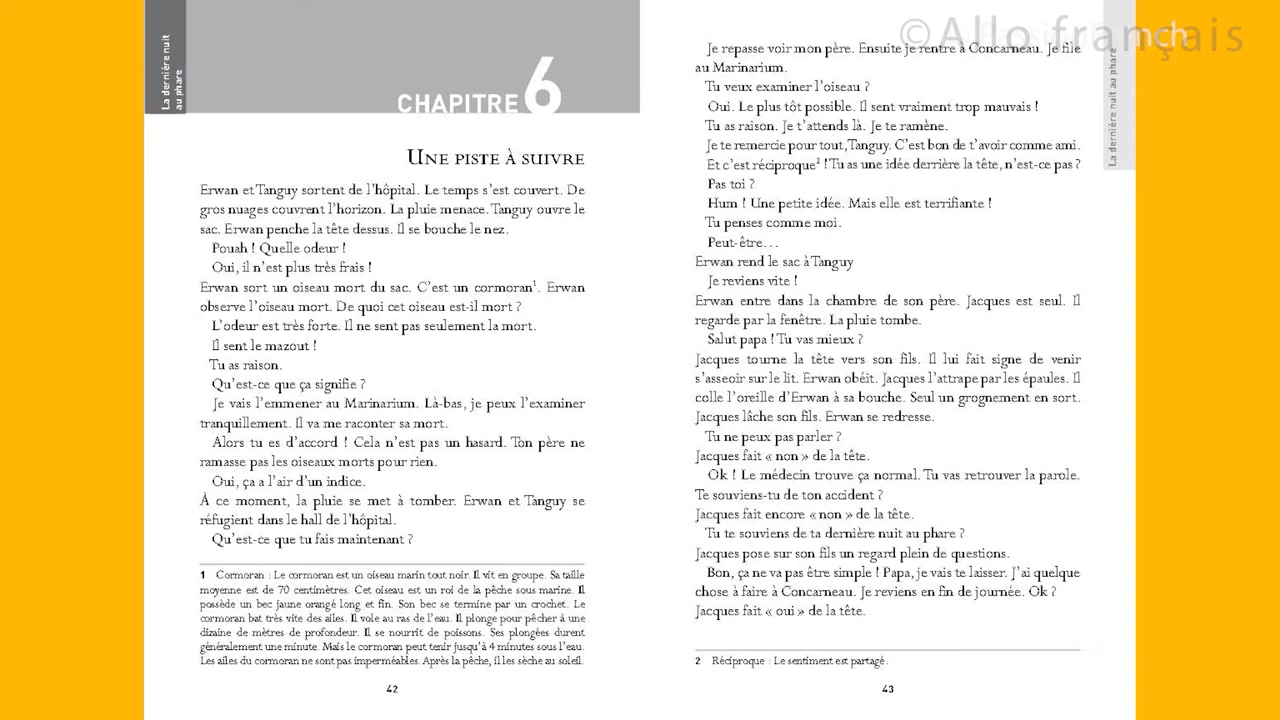 La dernière nuit
au phare
CHAPITRE 6
UNE PISTE À SUIVRE
Erwan et Tanguy sortent de l'hôpital. Le temps s'est couvert. De
gros nuages couvrent l'horizon. La pluie menace. Tanguy ouvre le
sac. Erwan penche la tête dessus. Il se bouche le nez.
Pouah ! Quelle odeur !
Oui, il n'est plus très frais !
Erwan sort un oiseau mort du sac. C'est un cormoran¹. Erwan
observe l'oiseau mort. De quoi cet oiseau est-il mort ?
L'odeur est très forte. Il ne sent pas seulement la mort.
Il sent le mazout !
Tu as raison.
Qu'est-ce que ça signifie ?
Je vais l'emmener au Marinarium. Là-bas, je peux l'examiner
tranquillement. Il va me raconter sa mort.
Alors tu es d'accord ! Cela n'est pas un hasard. Ton père ne
ramasse pas les oiseaux morts pour rien.
Oui, ça a l'air d'un indice.
À ce moment, la pluie se met à tomber. Erwan et Tanguy se
réfugient dans le hall de l'hôpital.
Qu'est-ce que tu fais maintenant ?
1 Cormoran : Le cormoran est un oiseau marin tout noir. Il vit en groupe. Sa taille
moyenne est de 70 centimètres. Cet oiseau est un roi de la pêche sous marine. Il
possède un bec jaune orangé long et fin. Son bec se termine par un crochet. Le
cormoran bat très vite des ailes. Il vole au ras de l'eau. Il plonge pour pêcher à une
dizaine de mètres de profondeur. Il se nourrit de poissons. Ses plongées durent
généralement une minute. Mais le cormoran peut tenir jusqu'à 4 minutes sous l'eau.
Les ailes du cormoran ne sont pas imperméables. Après la pêche, il les sèche au soleil.
42
©Allo français
La dernière nuit au phare
Je repasse voir mon père. Ensuite je rentre à Concarneau. Je file
au Marinarium.
Tu veux examiner l'oiseau ?
Oui. Le plus tôt possible. Il sent vraiment trop mauvais !
Tu as raison. Je t'attends là. Je te ramène.
Je te remercie pour tout, Tanguy. C'est bon de t'avoir comme ami.
Et c'est réciproque² ! Tu as une idée derrière la tête, n'est-ce pas ?
Pas toi ?
Hum ! Une petite idée. Mais elle est terrifiante !
Tu penses comme moi.
Peut-être…
Erwan rend le sac à Tanguy
Je reviens vite !
Erwan entre dans la chambre de son père. Jacques est seul. Il
regarde par la fenêtre. La pluie tombe.
Salut papa ! Tu vas mieux ?
Jacques tourne la tête vers son fils. Il lui fait signe de venir
s'asseoir sur le lit. Erwan obéit. Jacques l'attrape par les épaules. Il
colle l'oreille d'Erwan à sa bouche. Seul un grognement en sort.
Jacques lâche son fils. Erwan se redresse.
Tu ne peux pas parler ?
Jacques fait « non » de la tête.
Ok ! Le médecin trouve ça normal. Tu vas retrouver la parole.
Te souviens-tu de ton accident ?
Jacques fait encore « non » de la tête.
Tu te souviens de ta dernière nuit au phare ?
Jacques pose sur son fils un regard plein de questions.
Bon, ça ne va pas être simple ! Papa, je vais te laisser. J'ai quelque
chose à faire à Concarneau. Je reviens en fin de journée. Ok ?
Jacques fait « oui » de la tête.
2 Réciproque : Le sentiment est partagé.
43